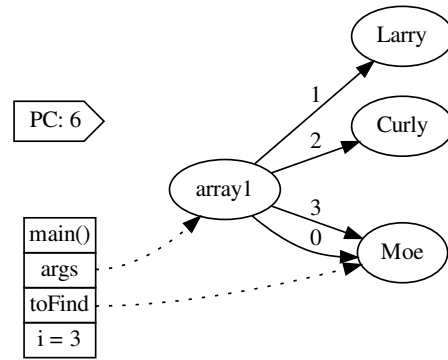 Larry
1
PC: 6
Curly
2
array1
3
0
Moe
main()
args
toFind
i = 3